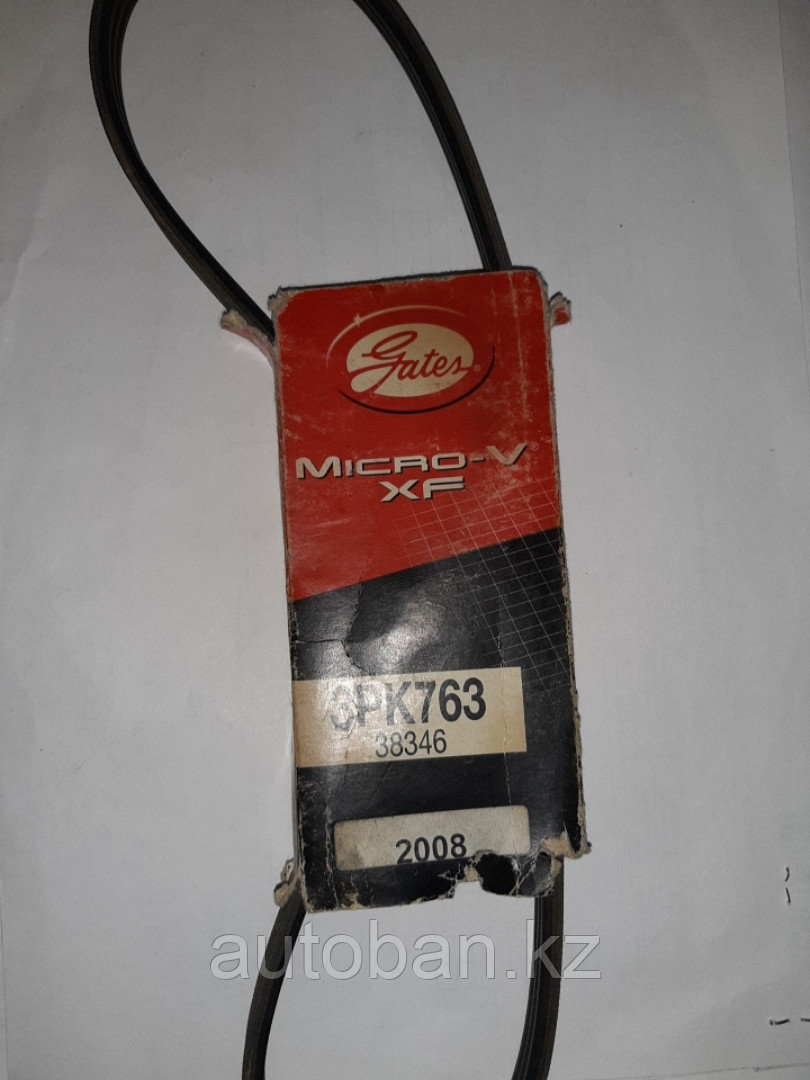 Gates®
MICRO-V®
XF
3PK763
38346
2008
autoban.kz